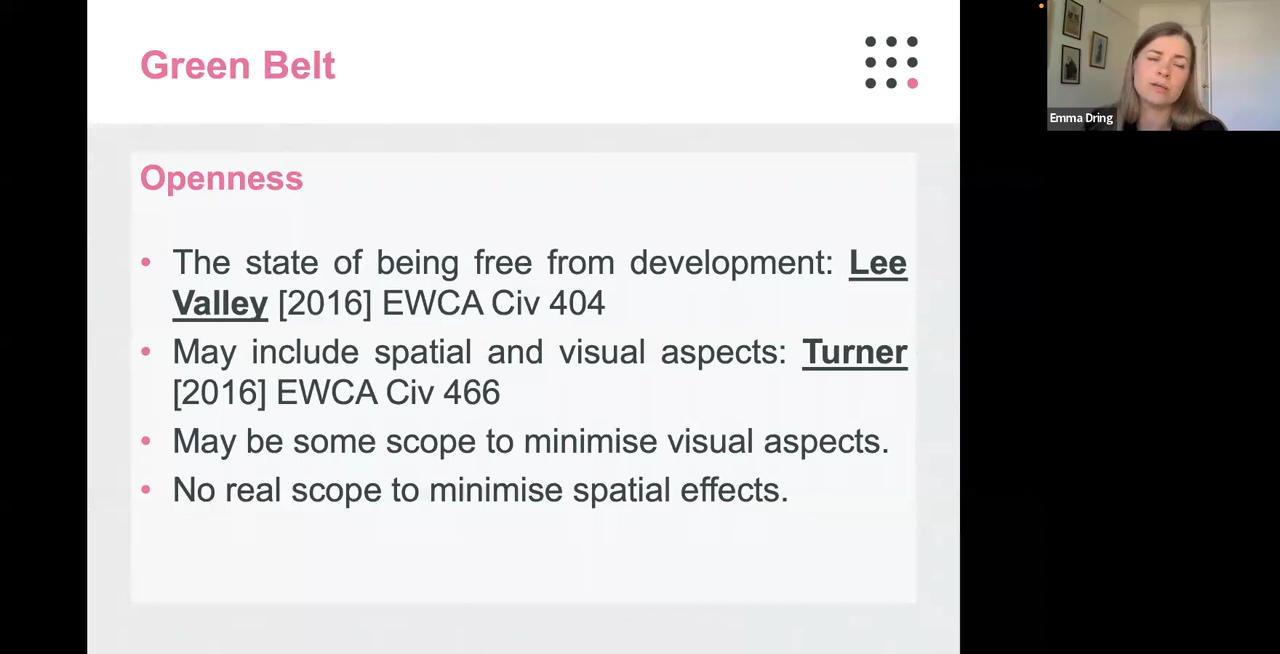 Green Belt
Emma Dring
Openness
• The state of being free from development: Lee
Valley [2016] EWCA Civ 404
• May include spatial and visual aspects: Turner
[2016] EWCA Civ 466
• May be some scope to minimise visual aspects.
• No real scope to minimise spatial effects.